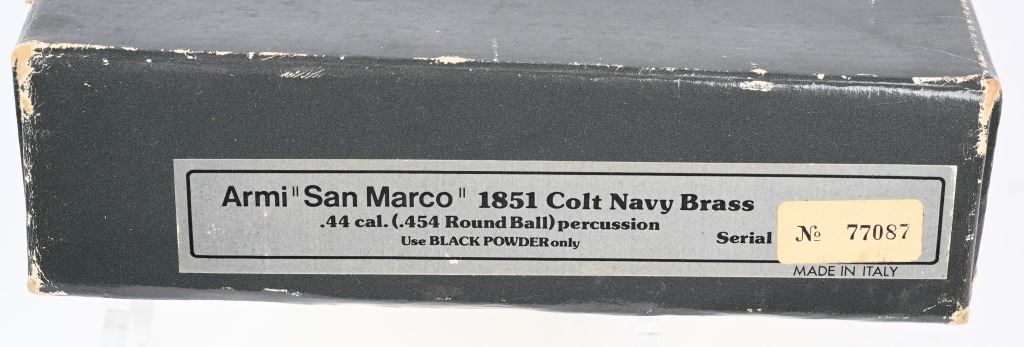 Armi "San Marco" 1851 Colt Navy Brass
.44 cal. (.454 Round Ball) percussion
Use BLACK POWDER only
Serial № 77087
MADE IN ITALY